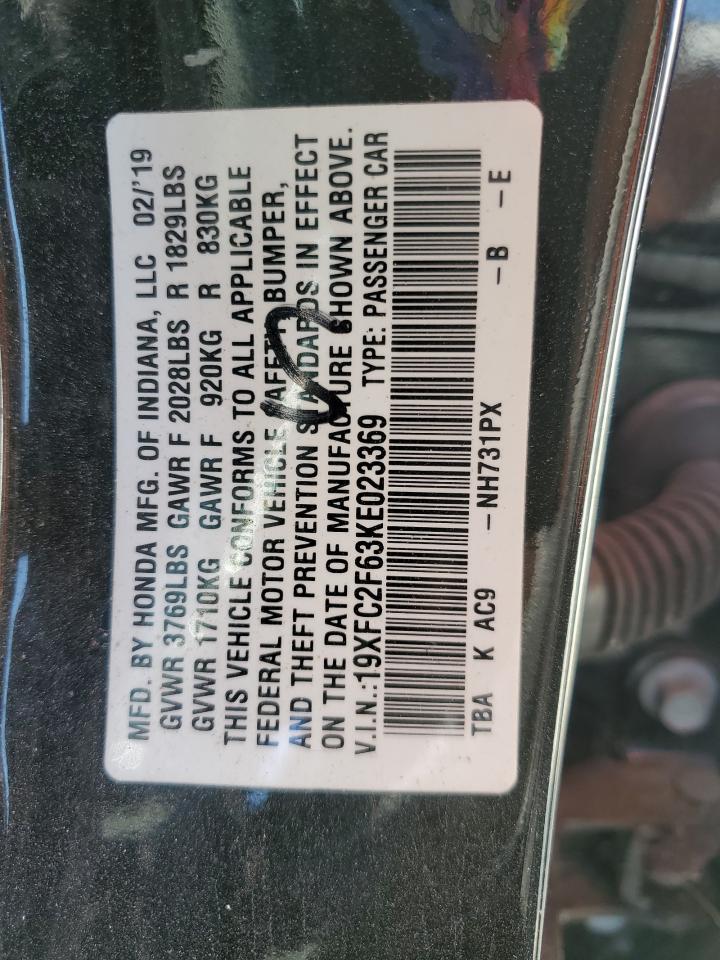 MFD. BY HONDA MFG. OF INDIANA, LLC 02/'19
GVWR 3769LBS GAWR F 2028LBS R 1829LBS
GVWR 1710KG GAWR F 920KG R 830KG
THIS VEHICLE CONFORMS TO ALL APPLICABLE
FEDERAL MOTOR VEHICLE SAFETY BUMPER,
AND THEFT PREVENTION STANDARDS IN EFFECT
ON THE DATE OF MANUFACTURE SHOWN ABOVE.
V.I.N.:19XFC2F63KE023369 TYPE: PASSENGER CAR
TBA K AC9 –NH731PX –B –E